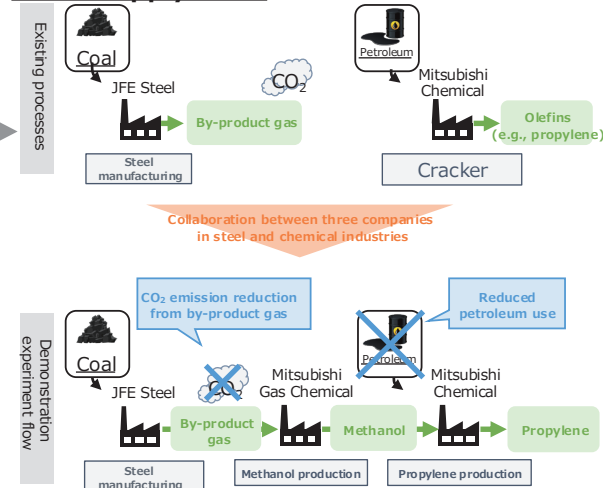 Existing processes
Coal
JFE Steel
CO2
By-product gas
Steel
manufacturing
Petroleum
Mitsubishi
Chemical
Olefins
(e.g., propylene)
Cracker
Collaboration between three companies
in steel and chemical industries
Demonstration
experiment flow
CO₂ emission reduction
from by-product gas
Reduced
petroleum use
Coal
JFE Steel
CO2
By-product
gas
Mitsubishi
Gas Chemical
Methanol
Petroleum
Mitsubishi
Chemical
Propylene
Steel
manufacturing
Methanol production
Propylene production